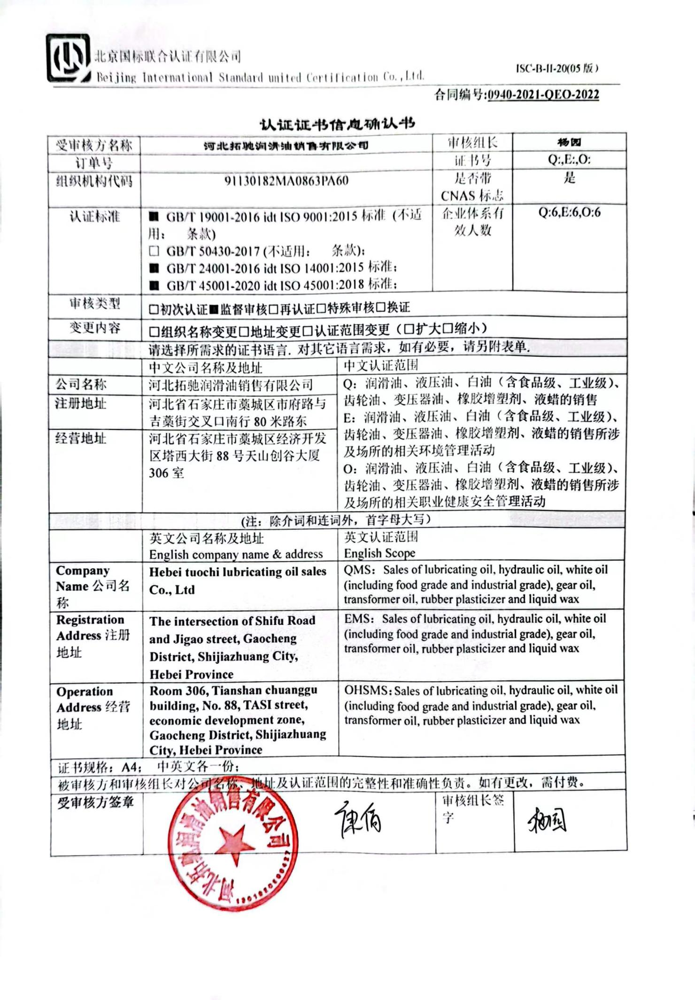 北京国标联合认证有限公司
Beijing International Standard united Certification Co.,Ltd.
ISC-B-II-20(05 版)
合同编号:0940-2021-QEO-2022
认证证书信息确认书
受审核方名称 河北拓驰润滑油销售有限公司 审核组长 杨园
订单号 证书号 Q:,E:,O:
组织机构代码 91130182MA0863PA60 是否带 是
CNAS 标志
认证标准 ■ GB/T 19001-2016 idt ISO 9001:2015 标准 (不适 企业体系有 Q:6,E:6,O:6
用： 条款) 效人数
□ GB/T 50430-2017 (不适用： 条款);
■ GB/T 24001-2016 idt ISO 14001:2015 标准；
■ GB/T 45001-2020 idt ISO 45001:2018 标准；
审核类型 □初次认证■监督审核□再认证□特殊审核□换证
变更内容 □组织名称变更□地址变更□认证范围变更（□扩大□缩小）
请选择所需求的证书语言. 对其它语言需求，如有必要，请另附表单.
中文公司名称及地址 中文认证范围
公司名称 河北拓驰润滑油销售有限公司
注册地址 河北省石家庄市藁城区市府路与
吉藁街交叉口南行 80 米路东
经营地址 河北省石家庄市藁城区经济开发
区塔西大街 88 号天山创谷大厦
306 室
Q：润滑油、液压油、白油（含食品级、工业级）、
齿轮油、变压器油、橡胶增塑剂、液蜡的销售
E：润滑油、液压油、白油（含食品级、工业级）、
齿轮油、变压器油、橡胶增塑剂、液蜡的销售所涉
及场所的相关环境管理活动
O：润滑油、液压油、白油（含食品级、工业级）、
齿轮油、变压器油、橡胶增塑剂、液蜡的销售所涉
及场所的相关职业健康安全管理活动
(注：除介词和连词外，首字母大写）
英文公司名称及地址 英文认证范围
English company name & address English Scope
Company
Name 公司名
称
Hebei tuochi lubricating oil sales
Co., Ltd
QMS：Sales of lubricating oil, hydraulic oil, white oil
(including food grade and industrial grade), gear oil,
transformer oil, rubber plasticizer and liquid wax
Registration
Address 注册
地址
The intersection of Shifu Road
and Jigao street, Gaocheng
District, Shijiazhuang City,
Hebei Province
EMS：Sales of lubricating oil, hydraulic oil, white oil
(including food grade and industrial grade), gear oil,
transformer oil, rubber plasticizer and liquid wax
Operation
Address 经营
地址
Room 306, Tianshan chuanggu
building, No. 88, TASI street,
economic development zone,
Gaocheng District, Shijiazhuang
City, Hebei Province
OHSMS：Sales of lubricating oil, hydraulic oil, white oil
(including food grade and industrial grade), gear oil,
transformer oil, rubber plasticizer and liquid wax
证书规格：A4； 中英文各一份；
被审核方和审核组长对公司名称、地址及认证范围的完整性和准确性负责。如有更改，需付费。
受审核方签章 审核组长签
字
杨园
河北拓驰润滑油销售有限公司